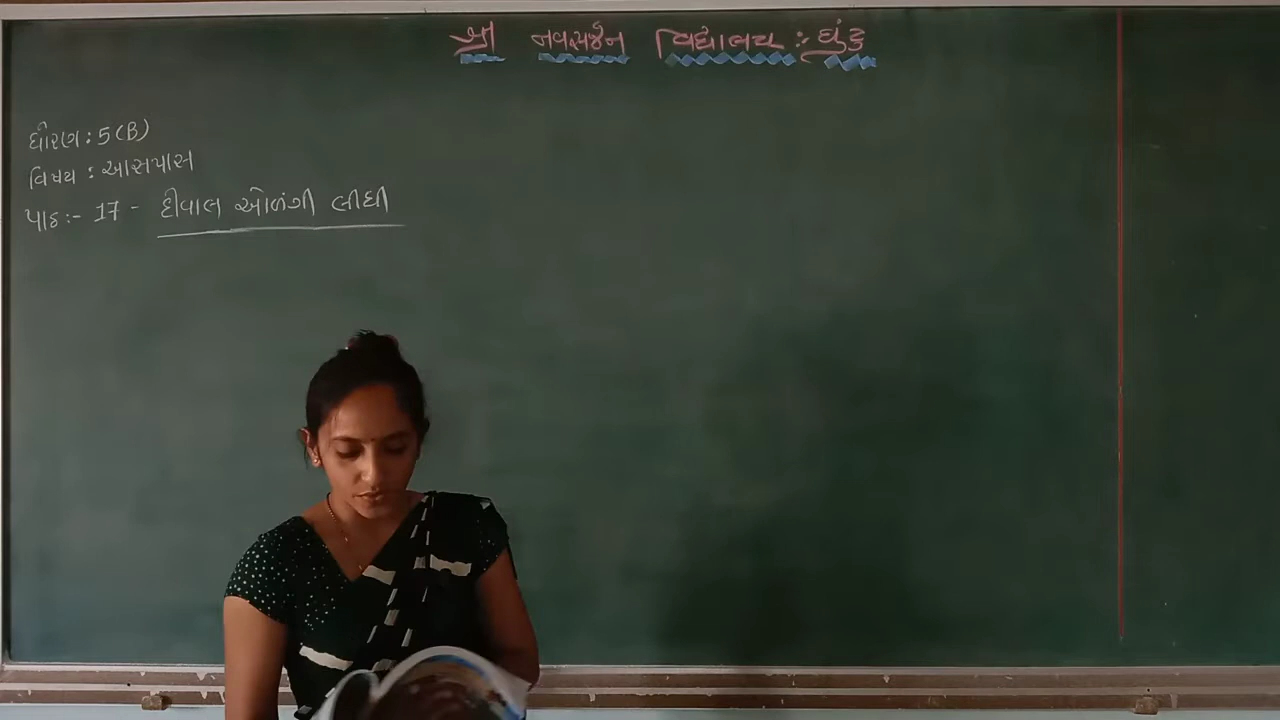 શ્રી નવસર્જન વિદ્યાલય :- ઘુંટુ
ધોરણ : 5 (B)
વિષય : આસપાસ
પાઠ :- 17 - દીવાલ ઓળંગી લીધી